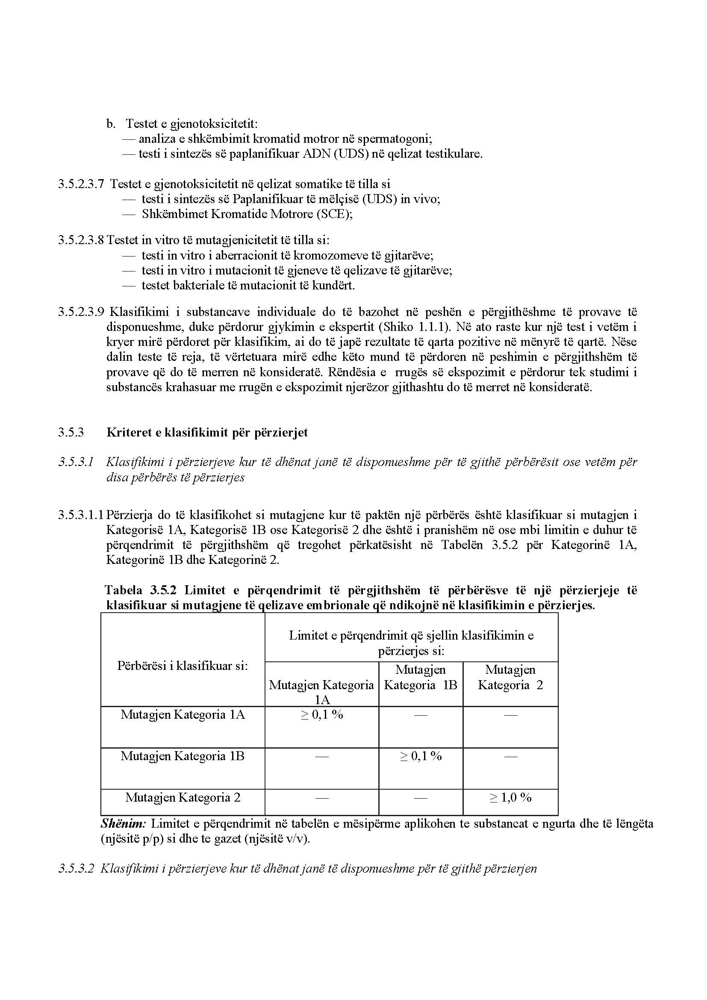 b. Testet e gjenotoksicitetit:
— analiza e shkëmbimit kromatid motror në spermatogoni;
— testi i sintezës së paplanifikuar ADN (UDS) në qelizat testikulare.
3.5.2.3.7 Testet e gjenotoksicitetit në qelizat somatike të tilla si
— testi i sintezës së Paplanifikuar të mëlçisë (UDS) in vivo;
— Shkëmbimet Kromatide Motrore (SCE);
3.5.2.3.8 Testet in vitro të mutagjenicitetit të tilla si:
— testi in vitro i aberracionit të kromozomeve të gjitarëve;
— testi in vitro i mutacionit të gjeneve të qelizave të gjitarëve;
— testet bakteriale të mutacionit të kundërt.
3.5.2.3.9 Klasifikimi i substancave individuale do të bazohet në peshën e përgjithëshme të provave të
disponueshme, duke përdorur gjykimin e ekspertit (Shiko 1.1.1). Në ato raste kur një test i vetëm i
kryer mirë përdoret për klasifikim, ai do të japë rezultate të qarta pozitive në mënyrë të qartë. Nëse
dalin teste të reja, të vërtetuara mirë edhe këto mund të përdoren në peshimin e përgjithshëm të
provave që do të merren në konsideratë. Rëndësia e rrugës së ekspozimit e përdorur tek studimi i
substancës krahasuar me rrugën e ekspozimit njerëzor gjithashtu do të merret në konsideratë.
3.5.3 Kriteret e klasifikimit për përzierjet
3.5.3.1 Klasifikimi i përzierjeve kur të dhënat janë të disponueshme për të gjithë përbërësit ose vetëm për
disa përbërës të përzierjes
3.5.3.1.1 Përzierja do të klasifikohet si mutagjene kur të paktën një përbërës është klasifikuar si mutagjen i
Kategorisë 1A, Kategorisë 1B ose Kategorisë 2 dhe është i pranishëm në ose mbi limitin e duhur të
përqendrimit të përgjithshëm që tregohet përkatësisht në Tabelën 3.5.2 për Kategorinë 1A,
Kategorinë 1B dhe Kategorinë 2.
Tabela 3.5.2 Limitet e përqendrimit të përgjithshëm të përbërësve të një përzierjeje të
klasifikuar si mutagjene të qelizave embrionale që ndikojnë në klasifikimin e përzierjes.
Përbërësi i klasifikuar si:
Limitet e përqendrimit që sjellin klasifikimin e
përzierjes si:
Mutagjen Kategoria
1A
Mutagjen
Kategoria 1B
Mutagjen
Kategoria 2
Mutagjen Kategoria 1A ≥ 0,1 % — —
Mutagjen Kategoria 1B — ≥ 0,1 % —
Mutagjen Kategoria 2 — — ≥ 1,0 %
Shënim: Limitet e përqendrimit në tabelën e mësipërme aplikohen te substancat e ngurta dhe të lëngëta
(njësitë p/p) si dhe te gazet (njësitë v/v).
3.5.3.2 Klasifikimi i përzierjeve kur të dhënat janë të disponueshme për të gjithë përzierjen